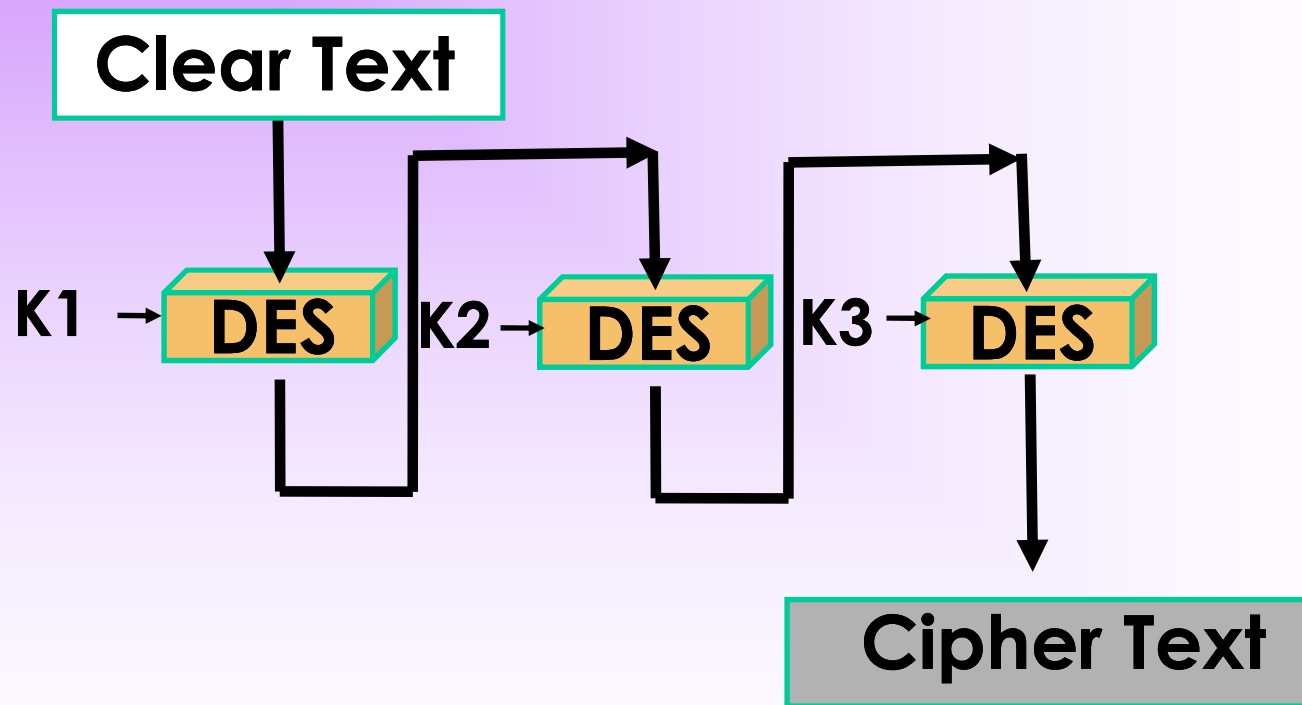 Clear Text
K1
DES
K2
DES
K3
DES
Cipher Text